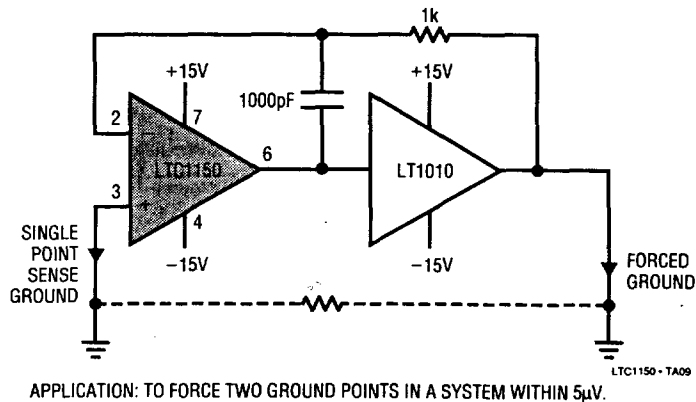 1k
+15V
+15V
1000pF
2
7
−
6
LTC1150
LT1010
3
+
4
SINGLE
POINT
SENSE
GROUND
−15V
−15V
FORCED
GROUND
LTC1150 • TA09
APPLICATION: TO FORCE TWO GROUND POINTS IN A SYSTEM WITHIN 5µV.